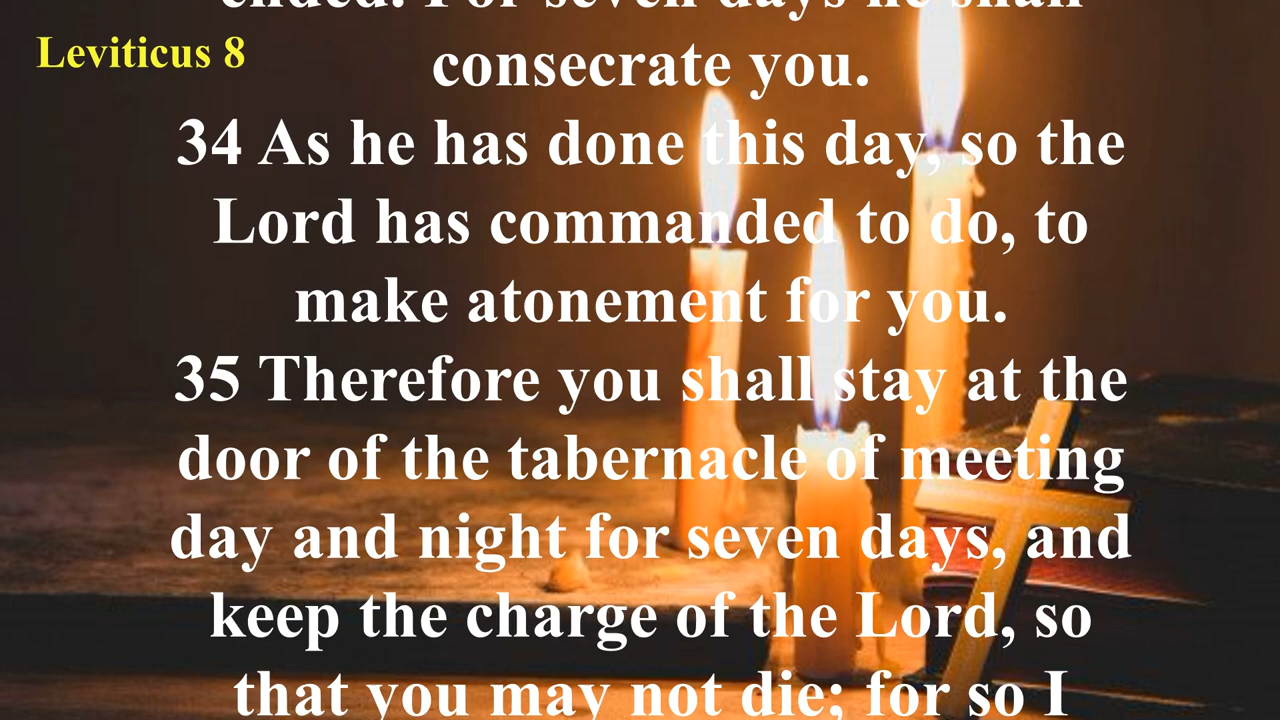 ended. For seven days he shall
Leviticus 8
consecrate you.
34 As he has done this day, so the
Lord has commanded to do, to
make atonement for you.
35 Therefore you shall stay at the
door of the tabernacle of meeting
day and night for seven days, and
keep the charge of the Lord, so
that you may not die; for so I